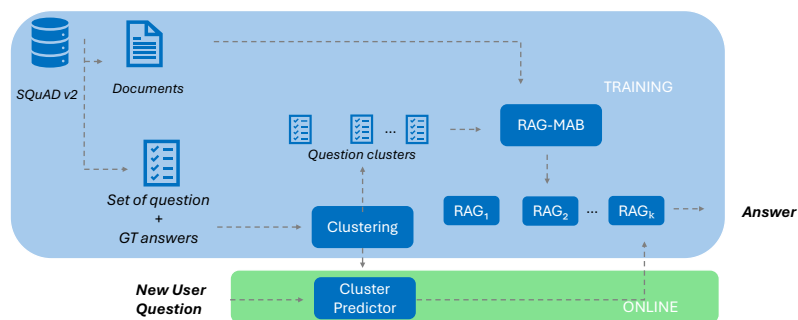 SQuAD v2
Documents
TRAINING
RAG-MAB
...
Question clusters
Set of question
+
GT answers
Clustering
RAG1
RAG2
...
RAGk
Answer
New User
Question
Cluster
Predictor
ONLINE